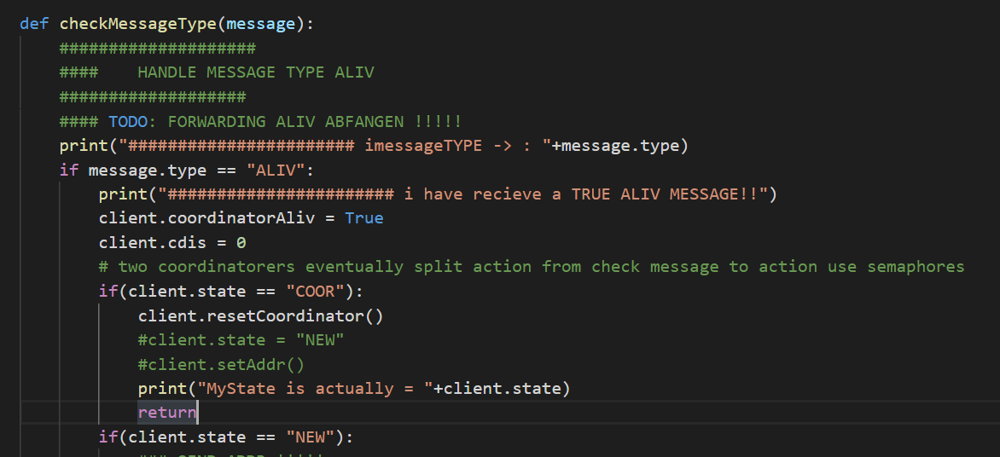 def checkMessageType(message):
####################
####    HANDLE MESSAGE TYPE ALIV
###################
#### TODO: FORWARDING ALIV ABFANGEN !!!!!
print("####################### imessageTYPE -> : "+message.type)
if message.type == "ALIV":
print("####################### i have recieve a TRUE ALIV MESSAGE!!")
client.coordinatorAliv = True
client.cdis = 0
# two coordinatorers eventually split action from check message to action use semaphores
if(client.state == "COOR"):
client.resetCoordinator()
#client.state = "NEW"
#client.setAddr()
print("MyState is actually = "+client.state)
return
if(client.state == "NEW"):